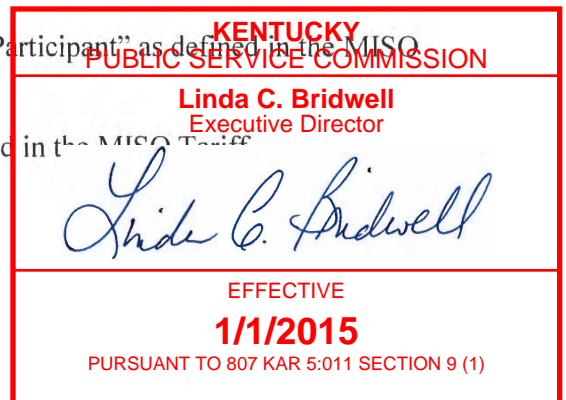 KENTUCKY
Participant” as defined in the MISO
PUBLIC SERVICE COMMISSION
Linda C. Bridwell
Executive Director
d in the MISO Tariff
Linda C. Bridwell
EFFECTIVE
1/1/2015
PURSUANT TO 807 KAR 5:011 SECTION 9 (1)